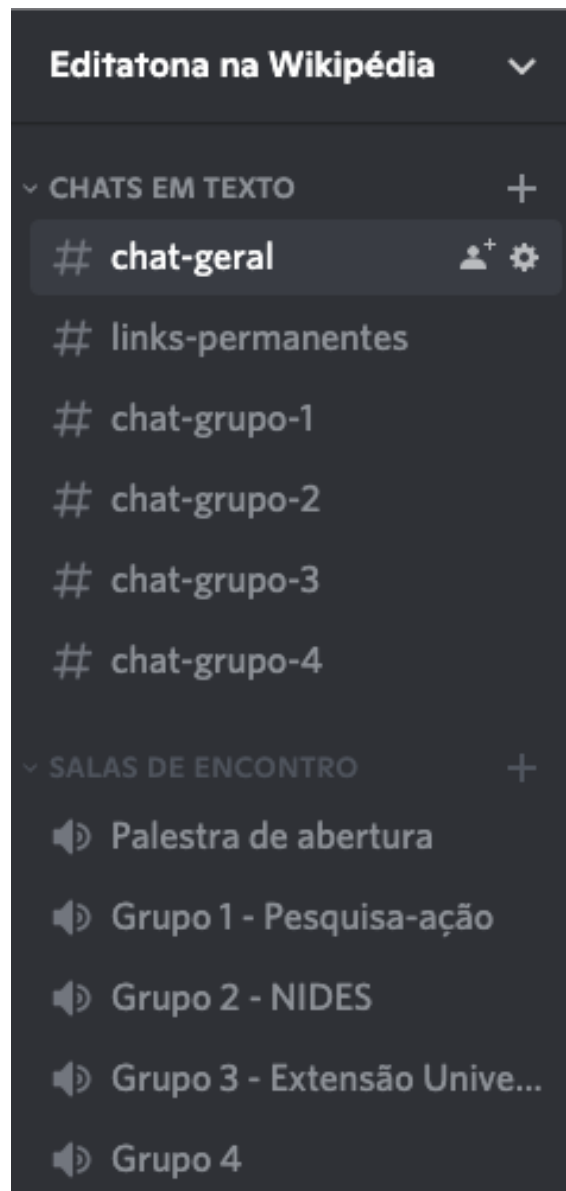 Editatona na Wikipédia
CHATS EM TEXTO
# chat-geral
# links-permanentes
# chat-grupo-1
# chat-grupo-2
# chat-grupo-3
# chat-grupo-4
SALAS DE ENCONTRO
Palestra de abertura
Grupo 1 - Pesquisa-ação
Grupo 2 - NIDES
Grupo 3 - Extensão Unive...
Grupo 4